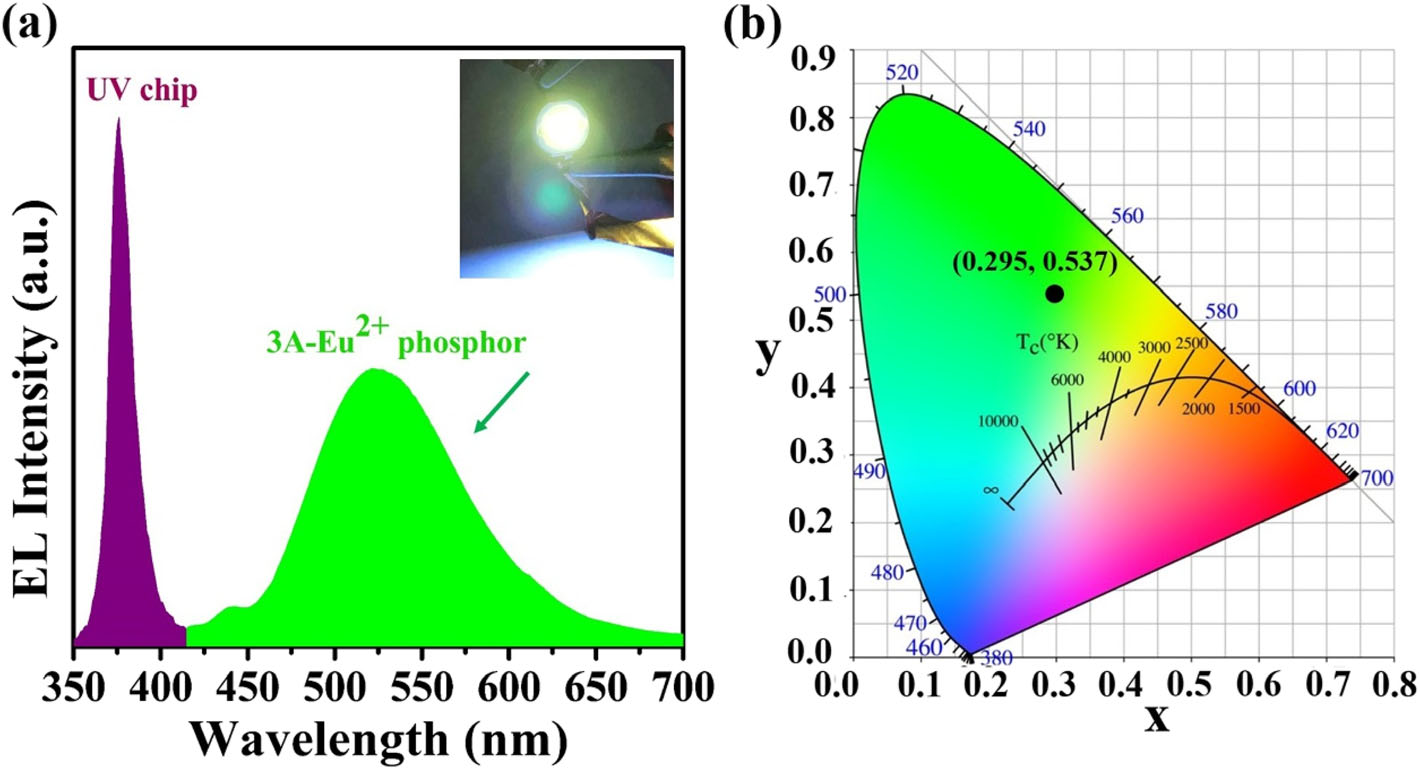 (a)
UV chip
3A-Eu2+ phosphor
EL Intensity (a.u.)
350 400 450 500 550 600 650 700
Wavelength (nm)
(b)
0.9
0.8
0.7
0.6
0.5
0.4
0.3
0.2
0.1
0.0
y
520
540
560
(0.295, 0.537)
500
580
Tc(°K)
4000 3000 2500
6000
600
2000 1500
10000
620
490
700
∞
480
470
460
380
0.0 0.1 0.2 0.3 0.4 0.5 0.6 0.7 0.8
x